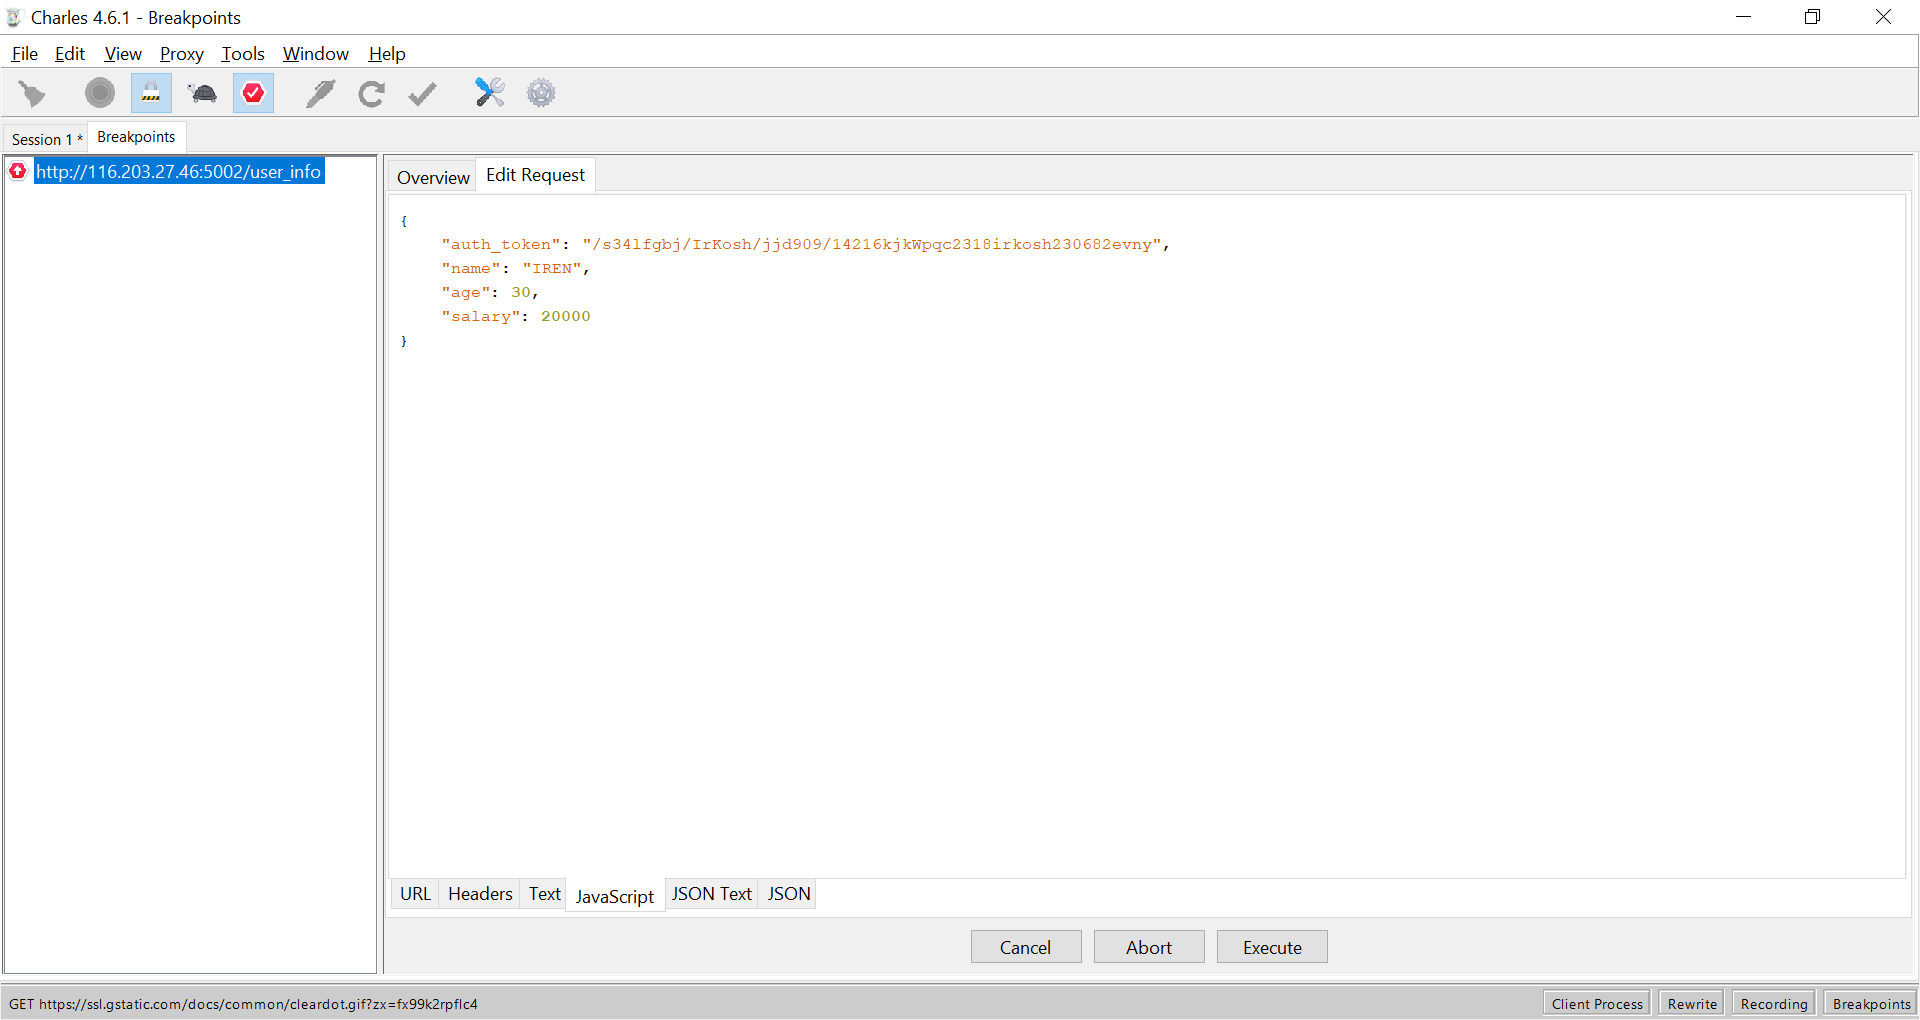 Charles 4.6.1 - Breakpoints
File Edit View Proxy Tools Window Help
Session 1 * Breakpoints
http://116.203.27.46:5002/user_info
Overview Edit Request
{
"auth_token": "/s34lfgbj/IrKosh/jjd909/14216kjkWpqc2318irkosh230682evny",
"name": "IREN",
"age": 30,
"salary": 20000
}
URL Headers Text JavaScript JSON Text JSON
Cancel Abort Execute
GET https://ssl.gstatic.com/docs/common/cleardot.gif?zx=fx99k2rpflc4 Client Process Rewrite Recording Breakpoints